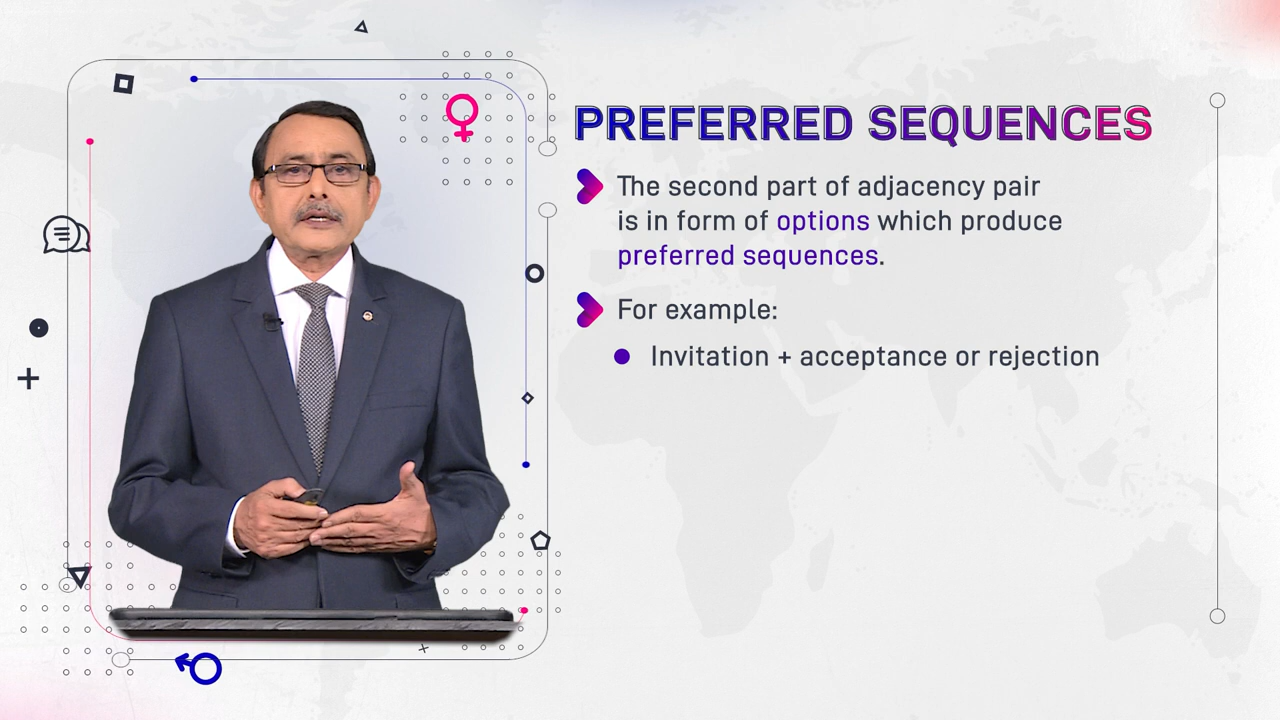 PREFERRED SEQUENCES
The second part of adjacency pair
is in form of options which produce
preferred sequences.
For example:
Invitation + acceptance or rejection